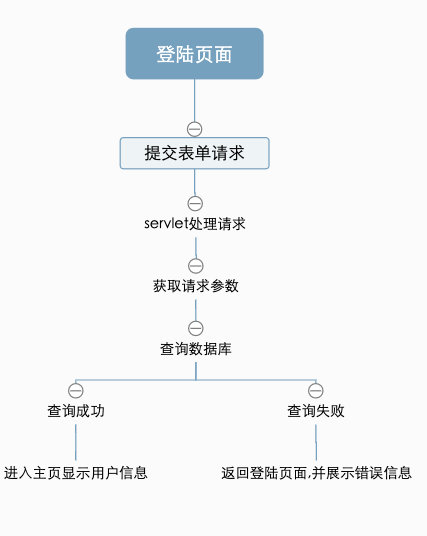 登陆页面
提交表单请求
servlet处理请求
获取请求参数
查询数据库
查询成功
查询失败
进入主页显示用户信息
返回登陆页面,并展示错误信息